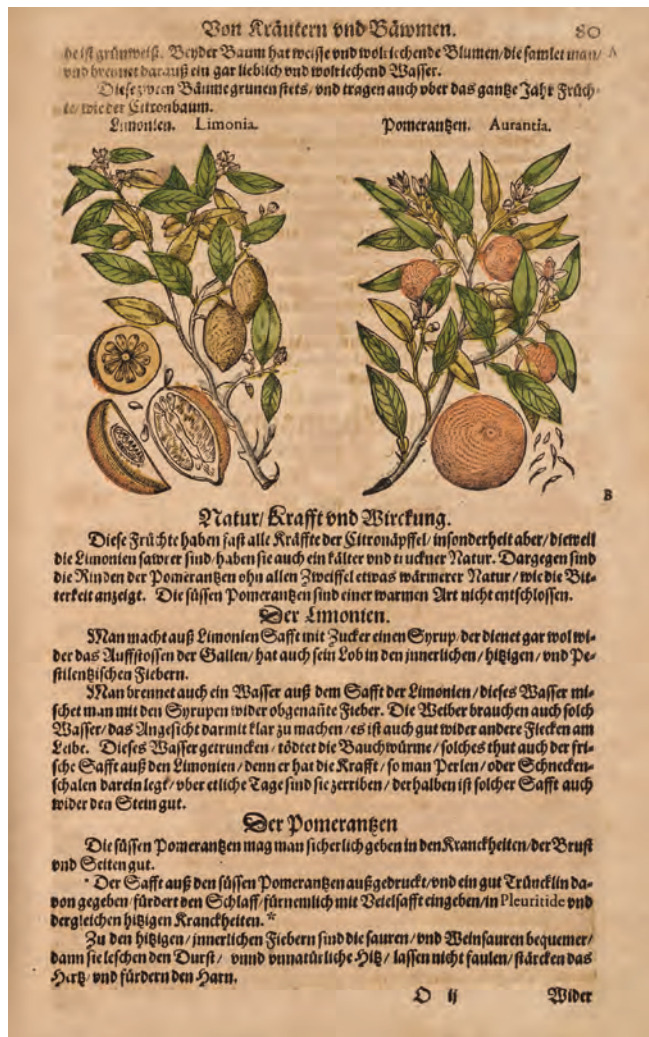 Von Kräutern vnd Bäwmen. 80
he ist grünweiß. Beyder Baum hat weisse vnd wolriechende Blumen/die samlet man/ A
vnd brennet darauß ein gar lieblich vnd wolriechend Wasser.
Diese zween Bäume grunen stets/ vnd tragen auch vber das gantze Jahr Früch-
te/ wie der Citronbaum.
Limonien. Limonia. Pomerantzen. Aurantia.
B
Natur/ Krafft vnd Wirckung.
Diese Früchte haben fast alle Kräffte der Citronäpffel/ insonderheit aber/ dieweil
die Limonien sawer sind/ haben sie auch ein kälter vnd truckner Natur. Dargegen sind
die Rinden der Pomerantzen ohn allen Zweiffel etwas wärmerer Natur/ wie die Bit-
terkeit anzeigt. Die süssen Pomerantzen sind einer warmen Art nicht entschlossen.
Der Limonien.
Man macht auß Limonien Safft mit Zucker einen Syrup/ der dienet gar wol wi-
der das Auffstossen der Gallen/ hat auch sein Lob in den innerlichen/ hitzigen/ vnd Pe-
stilentzischen Fiebern.
Man brennet auch ein Wasser auß dem Safft der Limonien/ dieses Wasser mi-
schet man mit den Syrupen wider obgenañte Fieber. Die Weiber brauchen auch solch
Wasser/ das Angesicht darmit klar zu machen/ es ist auch gut wider andere Flecken am
Leibe. Dieses Wasser getruncken/ tödtet die Bauchwürme/ solches thut auch der fri-
sche Safft auß den Limonien/ denn er hat die Krafft/ so man Perlen/ oder Schnecken-
schalen darein legt/ vber etliche Tage sind sie zerriben/ derhalben ist solcher Safft auch
wider den Stein gut.
Der Pomerantzen
Die süssen Pomerantzen mag man sicherlich geben in den Kranckheiten/ der Brust
vnd Seiten gut.
* Der Safft auß den süssen Pomerantzen außgedruckt/ vnd ein gut Trüncklin da-
von gegeben/ fürdert den Schlaff/ fürnemlich mit Veielsafft eingeben/ in Pleuritide vnd
dergleichen hitzigen Kranckheiten. *
Zu den hitzigen/ innerlichen Fiebern sind die sauren/ vnd Weinsauren bequemer/
dann sie leschen den Durst/ vnnd vnnatürliche Hitz/ lassen nicht faulen/ stärcken das
Hertz/ vnd fürdern den Harn.
O ij Wider